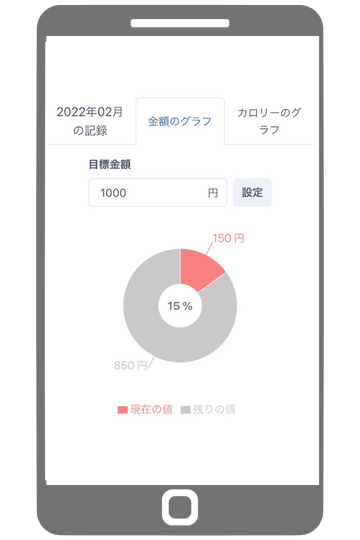 2022年02月
の記録
金額のグラフ
カロリーのグ
ラフ
目標金額
1000 円
設定
150 円
15 %
850 円
現在の値 残りの値